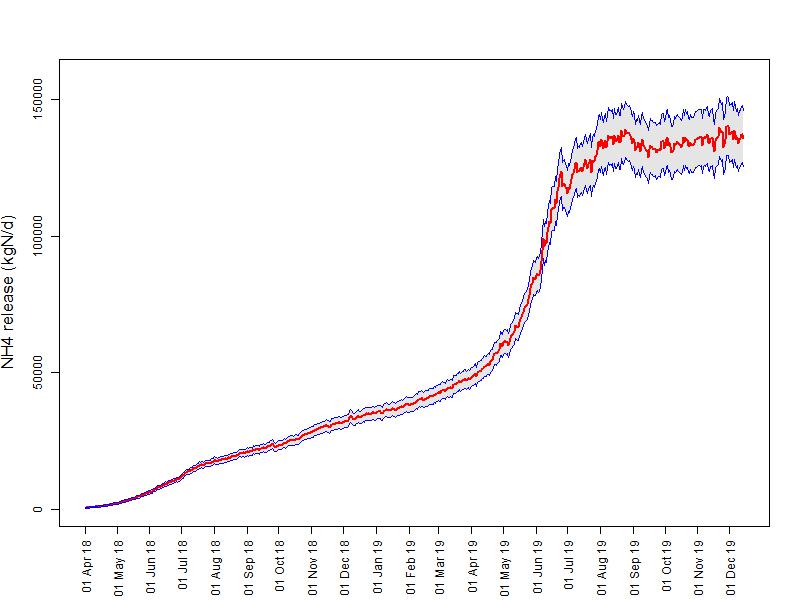 NH4 release (kgN/d)
150000
100000
50000
0
01 Apr 18
01 May 18
01 Jun 18
01 Jul 18
01 Aug 18
01 Sep 18
01 Oct 18
01 Nov 18
01 Dec 18
01 Jan 19
01 Feb 19
01 Mar 19
01 Apr 19
01 May 19
01 Jun 19
01 Jul 19
01 Aug 19
01 Sep 19
01 Oct 19
01 Nov 19
01 Dec 19